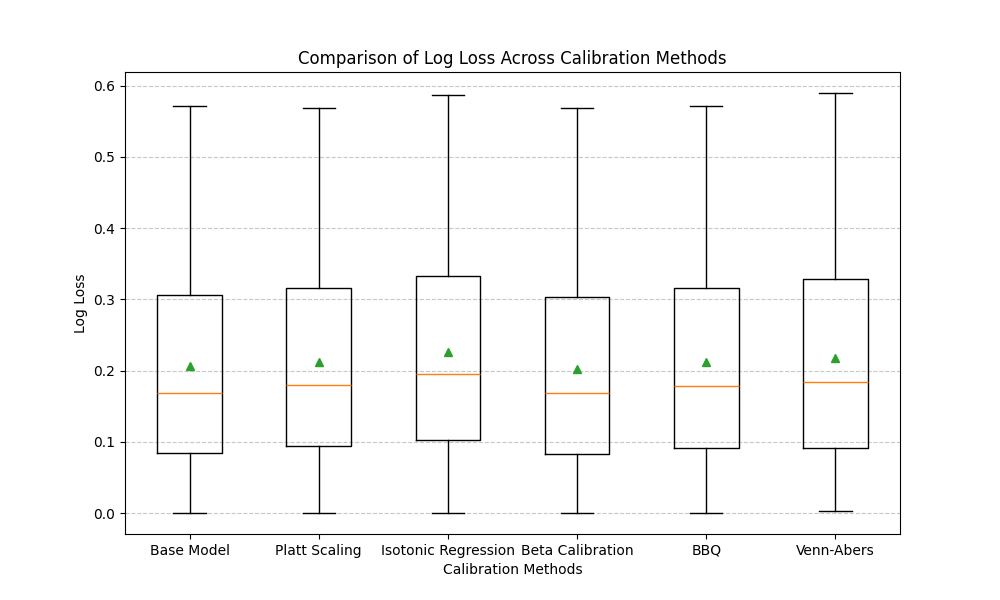 Comparison of Log Loss Across Calibration Methods
Log Loss
0.6
0.5
0.4
0.3
0.2
0.1
0.0
Base Model Platt Scaling Isotonic Regression Beta Calibration BBQ Venn-Abers
Calibration Methods